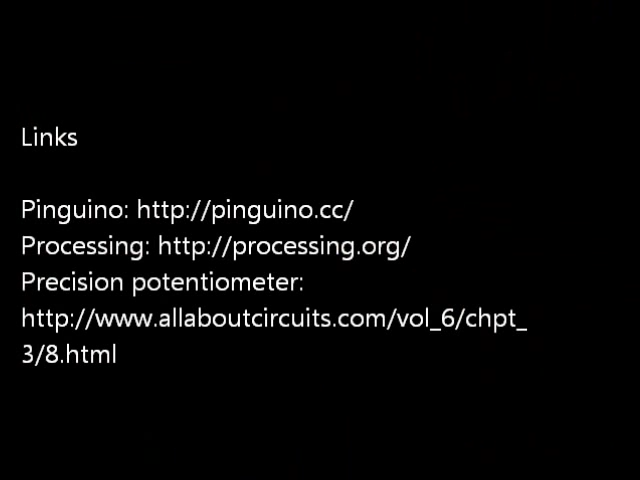 Links
Pinguino: http://pinguino.cc/
Processing: http://processing.org/
Precision potentiometer:
http://www.allaboutcircuits.com/vol_6/chpt_
3/8.html